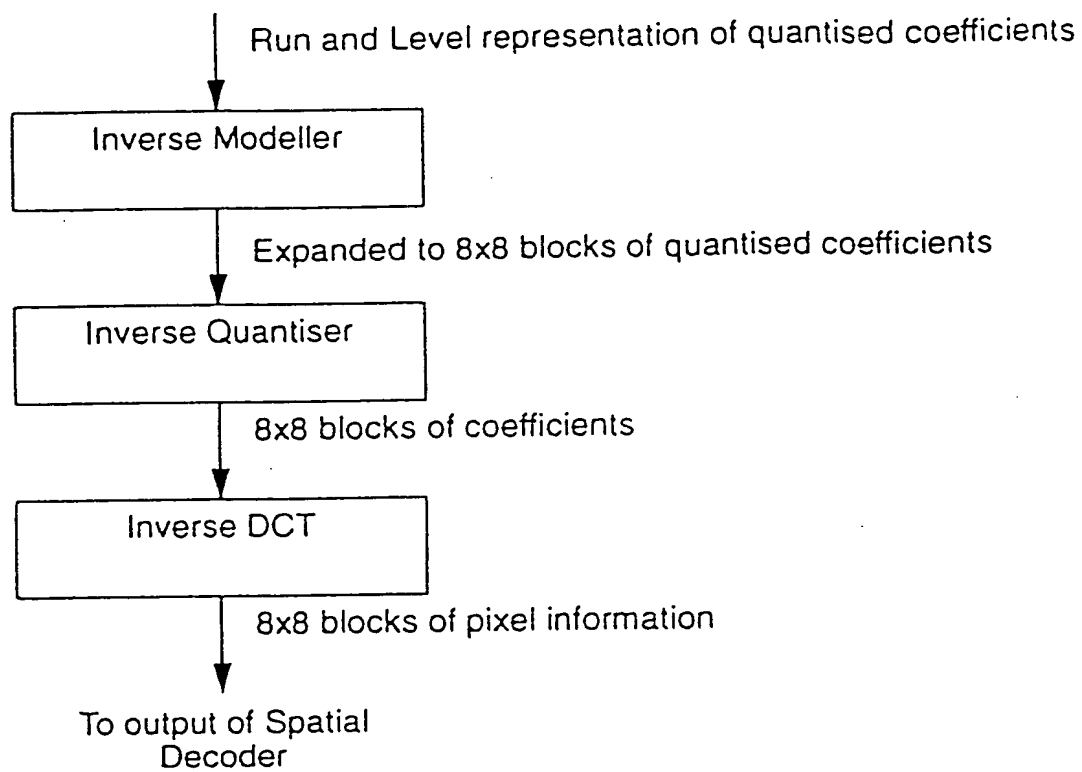 Run and Level representation of quantised coefficients
Inverse Modeller
Expanded to 8x8 blocks of quantised coefficients
Inverse Quantiser
8x8 blocks of coefficients
Inverse DCT
8x8 blocks of pixel information
To output of Spatial
Decoder